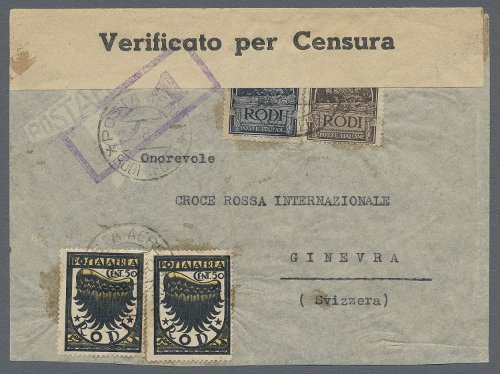 Verificato per Censura
RODI
RODI
POSTE ITALIANE
POSTE ITALIANE
Onorevole
CROCE ROSSA INTERNAZIONALE
GINEVRA
(Svizzera)
POSTA AEREA
CENT. 50
RODI
POSTA AEREA
CENT. 50
RODI